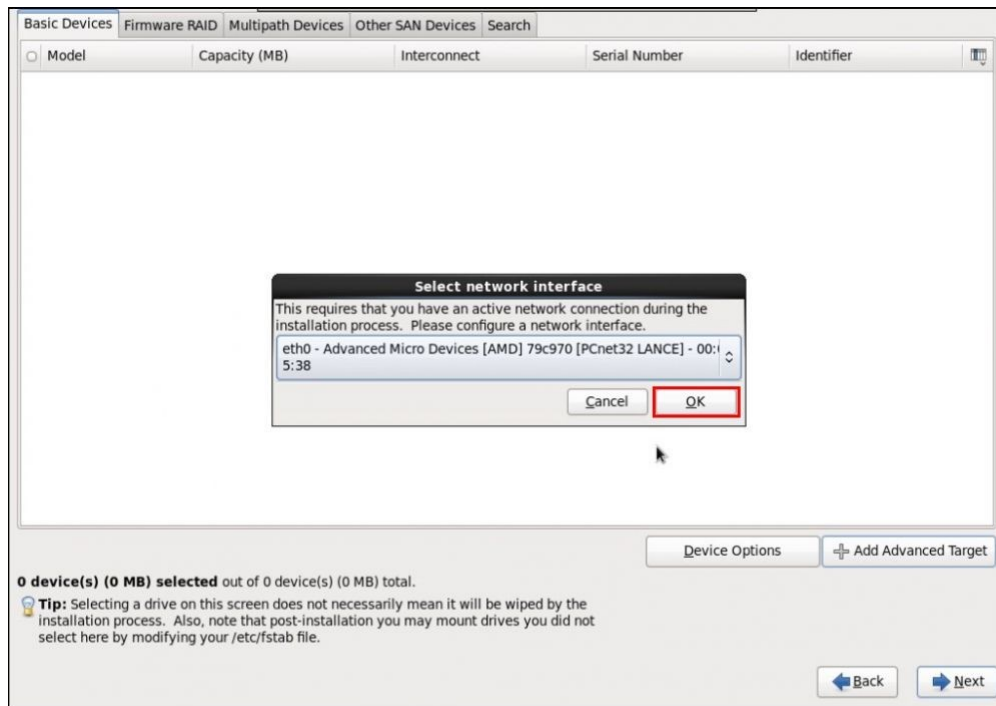 Basic Devices Firmware RAID Multipath Devices Other SAN Devices Search
Model Capacity (MB) Interconnect Serial Number Identifier
Select network interface
This requires that you have an active network connection during the
installation process. Please configure a network interface.
eth0 - Advanced Micro Devices [AMD] 79c970 [PCnet32 LANCE] - 00:
5:38
Cancel OK
Device Options Add Advanced Target
0 device(s) (0 MB) selected out of 0 device(s) (0 MB) total.
Tip: Selecting a drive on this screen does not necessarily mean it will be wiped by the
installation process. Also, note that post-installation you may mount drives you did not
select here by modifying your /etc/fstab file.
Back Next